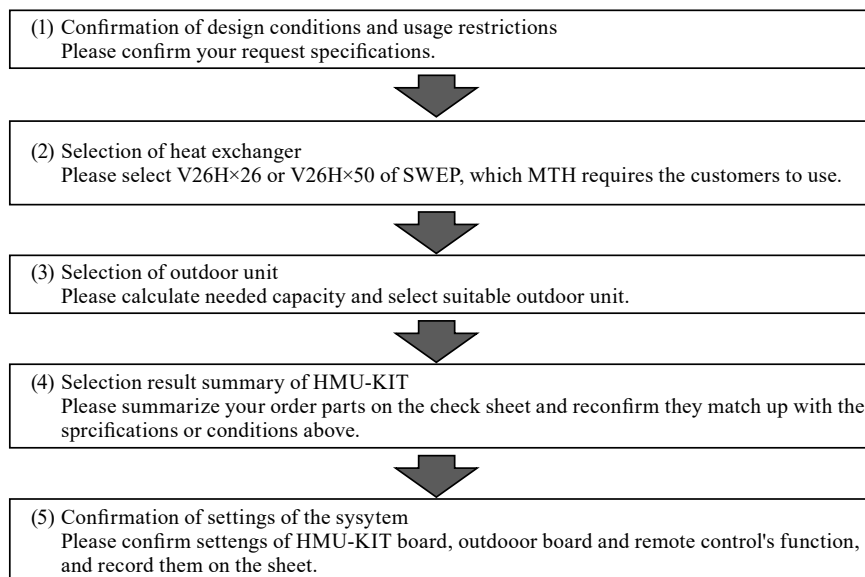 (1) Confirmation of design conditions and usage restrictions
Please confirm your request specifications.
(2) Selection of heat exchanger
Please select V26H×26 or V26H×50 of SWEP, which MTH requires the customers to use.
(3) Selection of outdoor unit
Please calculate needed capacity and select suitable outdoor unit.
(4) Selection result summary of HMU-KIT
Please summarize your order parts on the check sheet and reconfirm they match up with the
sprcifications or conditions above.
(5) Confirmation of settings of the sysytem
Please confirm settengs of HMU-KIT board, outdooor board and remote control's function,
and record them on the sheet.